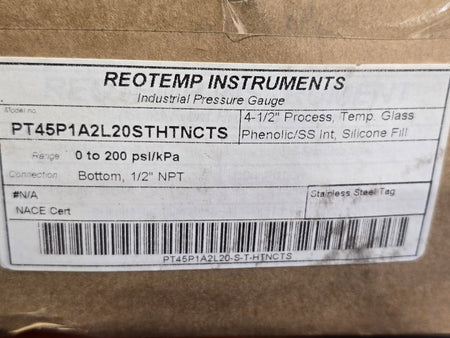 REOTEMP INSTRUMENTS
Industrial Pressure Gauge
Model no.
PT45P1A2L20STHTNCTS
4-1/2" Process, Temp. Glass
Phenolic/SS Int, Silicone Fill
Range 0 to 200 psi/kPa
Connection Bottom, 1/2" NPT
#N/A
Stainless Steel Tag
NACE Cert
PT45P1A2L20-S-T-HTNCTS